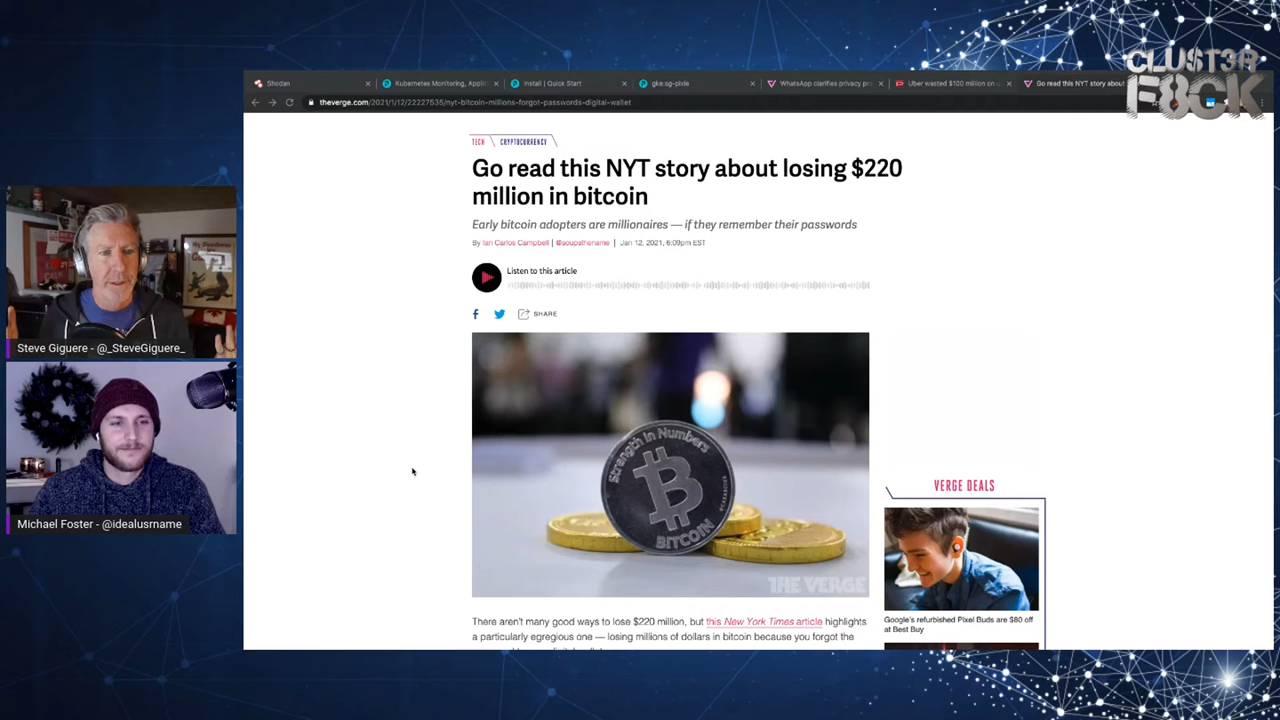 CLUST3R
F8CK
Shodan
Kubernetes Monitoring, Applic
Install | Quick Start
gke:sg-pixie
WhatsApp clarifies privacy pr
Uber wasted $100 million on o
Go read this NYT story about
theverge.com/2021/1/12/22227535/nyt-bitcoin-millions-forgot-passwords-digital-wallet
TECH
CRYPTOCURRENCY
Go read this NYT story about losing $220
million in bitcoin
Early bitcoin adopters are millionaires — if they remember their passwords
By Ian Carlos Campbell | @soupsthename | Jan 12, 2021, 6:09pm EST
Listen to this article
SHARE
Strength in Numbers
BITCOIN
THE VERGE
There aren't many good ways to lose $220 million, but this New York Times article highlights
a particularly egregious one — losing millions of dollars in bitcoin because you forgot the
VERGE DEALS
Google's refurbished Pixel Buds are $80 off
at Best Buy
Steve Giguere - @_SteveGiguere_
Michael Foster - @idealusrname